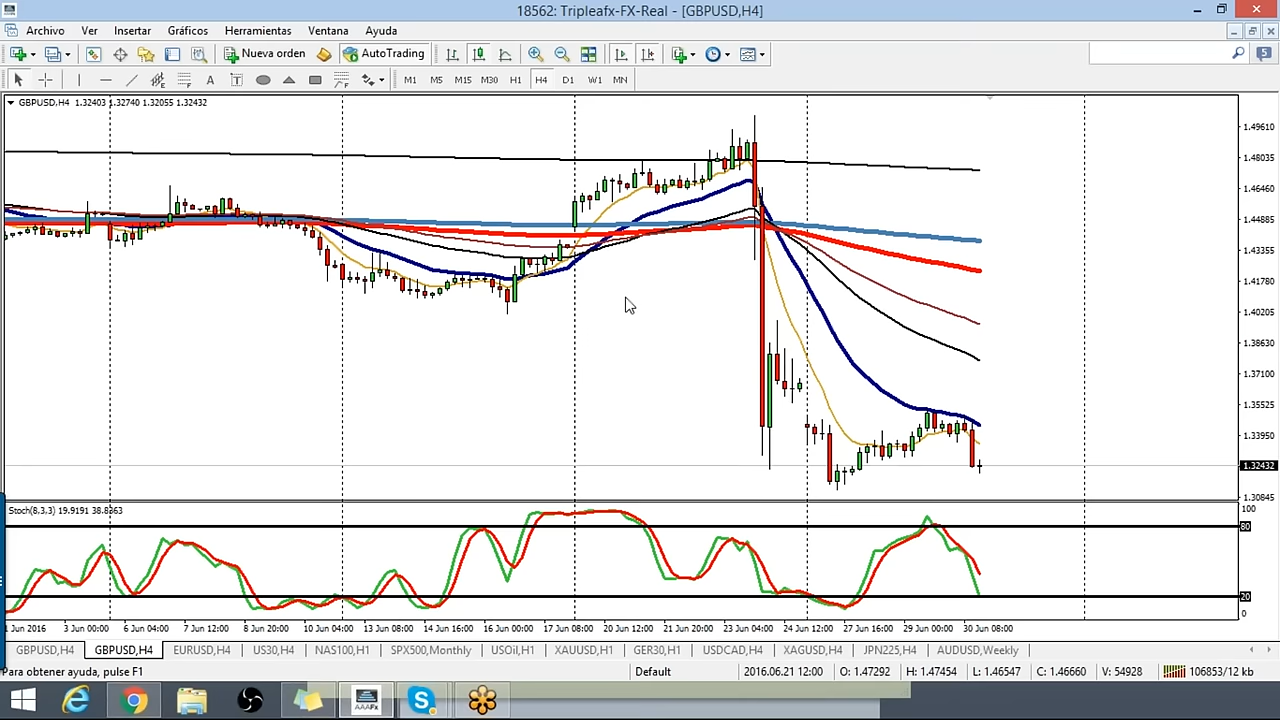 18562: Tripleafx-FX-Real - [GBPUSD,H4]
Archivo Ver Insertar Gráficos Herramientas Ventana Ayuda
Nueva orden AutoTrading
5
A T F M1 M5 M15 M30 H1 H4 D1 W1 MN
GBPUSD,H4 1.32403 1.32740 1.32055 1.32432
1.49610
1.48035
1.46460
1.44885
1.43355
1.41780
1.40205
1.38630
1.37100
1.35525
1.33950
1.32432
1.30845
Stoch(8,3,3) 19.9191 38.8863
100
80
20
0
1 Jun 2016 3 Jun 00:00 6 Jun 04:00 7 Jun 12:00 8 Jun 20:00 10 Jun 04:00 13 Jun 08:00 14 Jun 16:00 16 Jun 00:00 17 Jun 08:00 20 Jun 12:00 21 Jun 20:00 23 Jun 04:00 24 Jun 12:00 27 Jun 16:00 29 Jun 00:00 30 Jun 08:00
GBPUSD,H4 GBPUSD,H4 EURUSD,H4 US30,H4 NAS100,H1 SPX500,Monthly USOil,H1 XAUUSD,H1 GER30,H1 USDCAD,H4 XAGUSD,H4 JPN225,H4 AUDUSD,Weekly
Para obtener ayuda, pulse F1 Default 2016.06.21 12:00 O: 1.47292 H: 1.47454 L: 1.46547 C: 1.46660 V: 54928 106853/12 kb
AAAFx